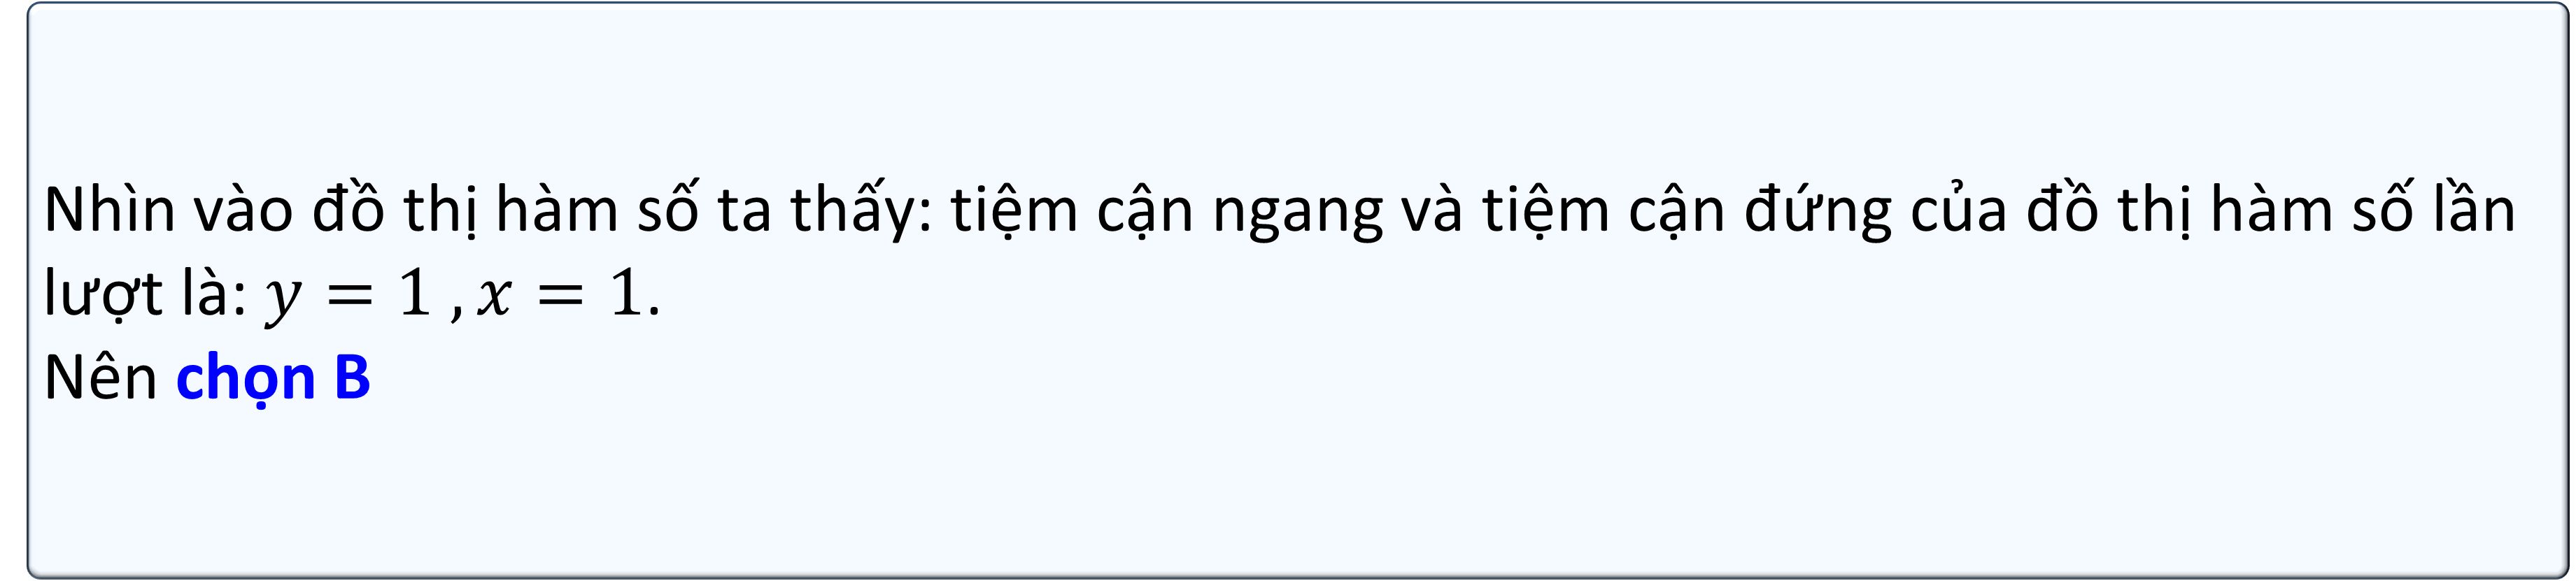 Nhìn vào đồ thị hàm số ta thấy: tiệm cận ngang và tiệm cận đứng của đồ thị hàm số lần
lượt là: y = 1 , x = 1.
Nên chọn B